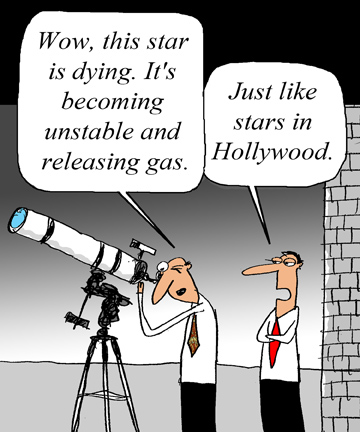 Wow, this star
is dying. It's
becoming
unstable and
releasing gas.
Just like
stars in
Hollywood.